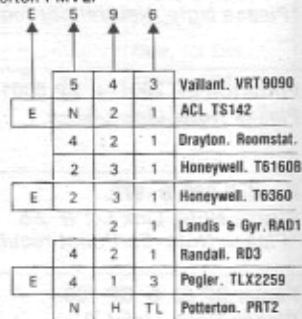 E 5 9 6
5 4 3 Vaillant. VRT9090
E N 2 1 ACL TS142
4 2 1 Drayton. Roomstat.
2 3 1 Honeywell. T6160B
E 2 3 1 Honeywell. T6360
2 1 Landis & Gyr. RAD1
4 2 1 Randall. RD3
E 4 1 3 Pegler. TLX2259
N H TL Potterton. PRT2